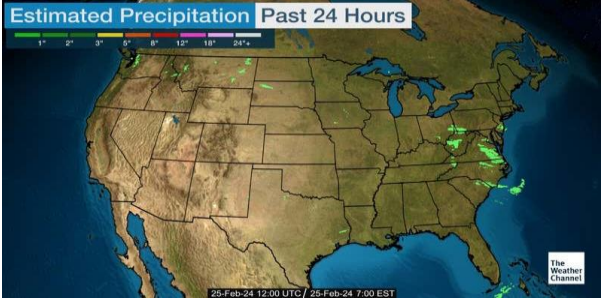 Estimated Precipitation Past 24 Hours
1" 2" 3" 5" 8" 12" 18" 24"+
The
Weather
Channel
25-Feb-24 12:00 UTC / 25-Feb-24 7:00 EST